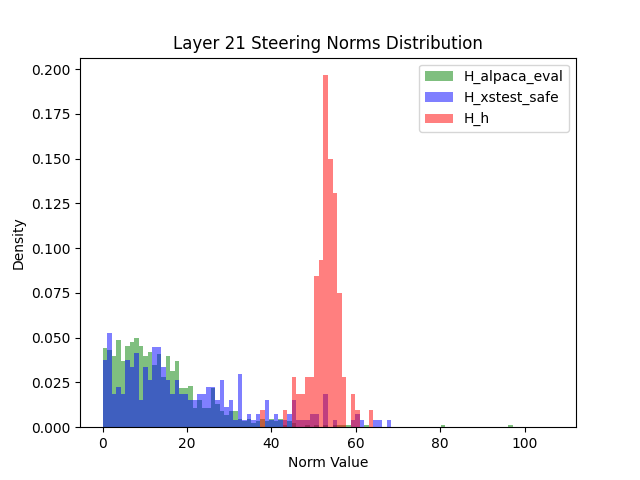 Layer 21 Steering Norms Distribution
H_alpaca_eval
H_xstest_safe
H_h
Density
0.200
0.175
0.150
0.125
0.100
0.075
0.050
0.025
0.000
0 20 40 60 80 100
Norm Value